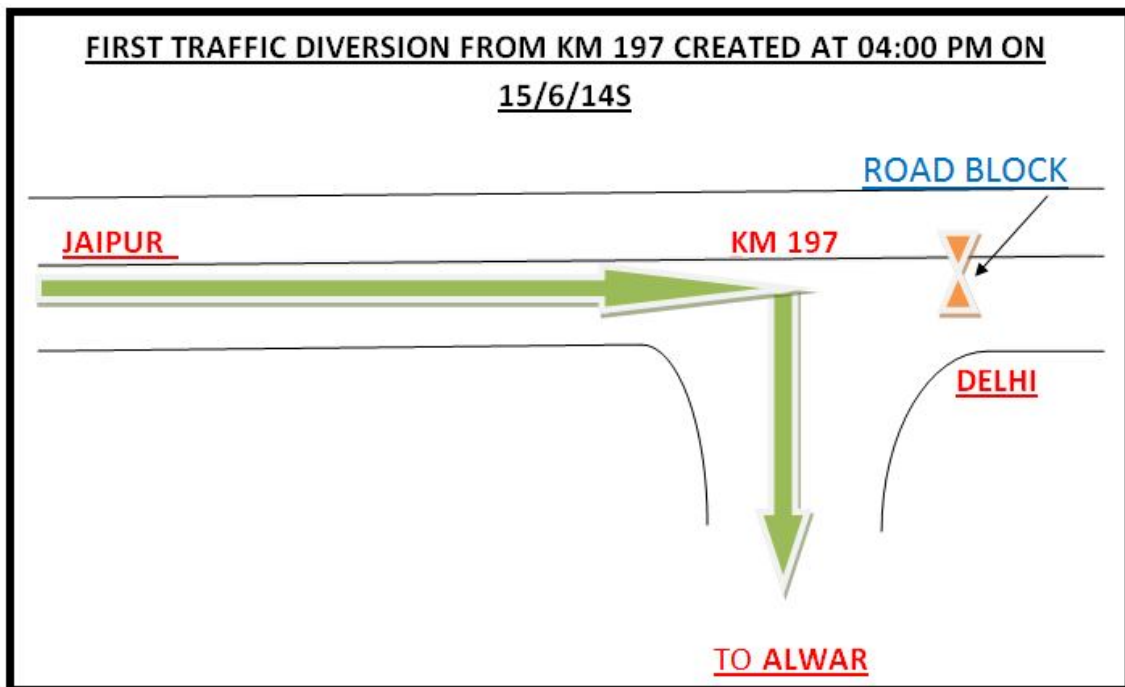 FIRST TRAFFIC DIVERSION FROM KM 197 CREATED AT 04:00 PM ON
15/6/14S
ROAD BLOCK
JAIPUR
KM 197
DELHI
TO ALWAR